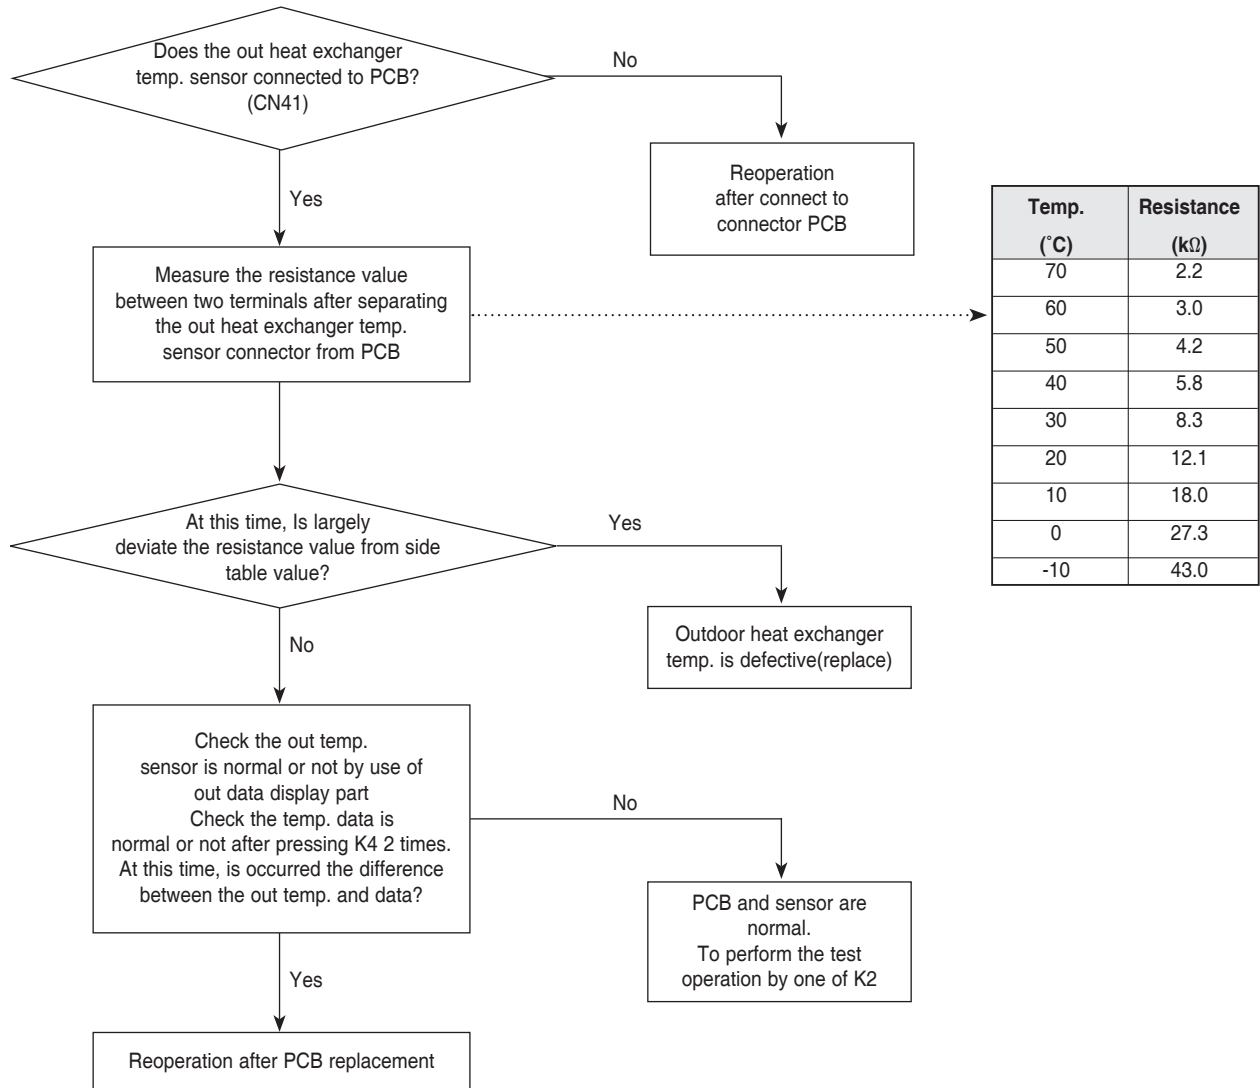 Does the out heat exchanger
temp. sensor connected to PCB?
(CN41)
No
Reoperation
after connect to
connector PCB
Yes
Measure the resistance value
between two terminals after separating
the out heat exchanger temp.
sensor connector from PCB
Temp. Resistance
(˚C) (kΩ)
70 2.2
60 3.0
50 4.2
40 5.8
30 8.3
20 12.1
10 18.0
0 27.3
-10 43.0
At this time, Is largely
deviate the resistance value from side
table value?
Yes
Outdoor heat exchanger
temp. is defective(replace)
No
Check the out temp.
sensor is normal or not by use of
out data display part
Check the temp. data is
normal or not after pressing K4 2 times.
At this time, is occurred the difference
between the out temp. and data?
No
PCB and sensor are
normal.
To perform the test
operation by one of K2
Yes
Reoperation after PCB replacement